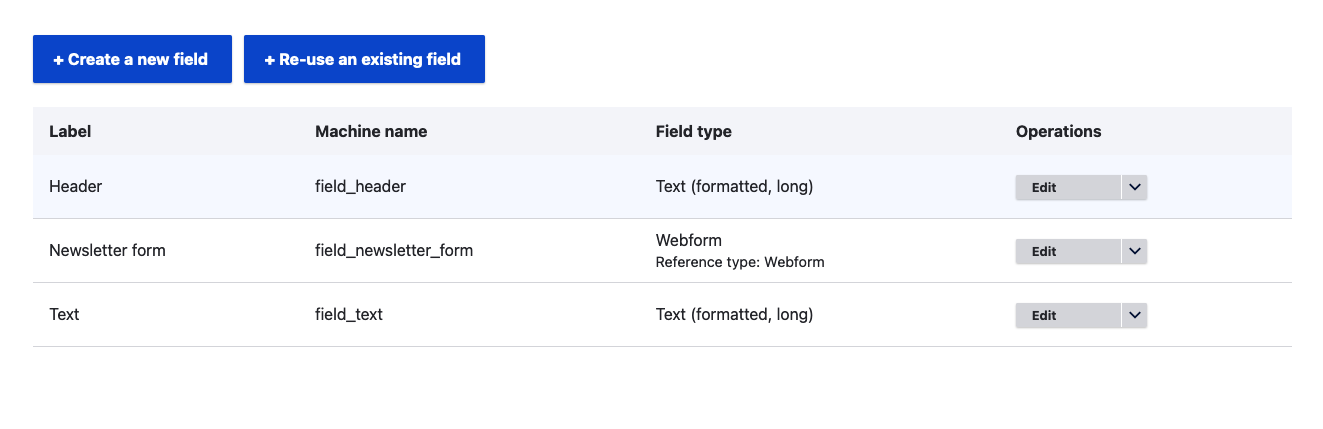 + Create a new field + Re-use an existing field
Label Machine name Field type Operations
Header field_header Text (formatted, long) Edit
Newsletter form field_newsletter_form Webform Edit
Reference type: Webform
Text field_text Text (formatted, long) Edit